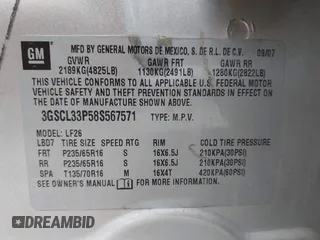 GM
MFD BY GENERAL MOTORS DE MEXICO, S. DE R.L. DE C.V. 09/07
GVWR GAWR FRT GAWR RR
2189KG(4825LB) 1130KG(2491LB) 1280KG(2822LB)
THIS VEHICLE CONFORMS TO ALL APPLICABLE U.S. FEDERAL
MOTOR VEHICLE SAFETY, BUMPER, AND THEFT PREVENTION
STANDARDS IN EFFECT ON THE DATE OF MANUFACTURE SHOWN ABOVE.
3GSCL33P58S567571 TYPE: M.P.V.
MODEL: LF26
LBD7 TIRE SIZE SPEED RTG RIM COLD TIRE PRESSURE
FRT P235/65R16 S 16X6.5J 210KPA(30PSI)
RR P235/65R16 S 16X6.5J 210KPA(30PSI)
SPA T135/70R16 M 16X4T 420KPA(60PSI)
SEE OWNER'S MANUAL FOR
DriveDidASK.com